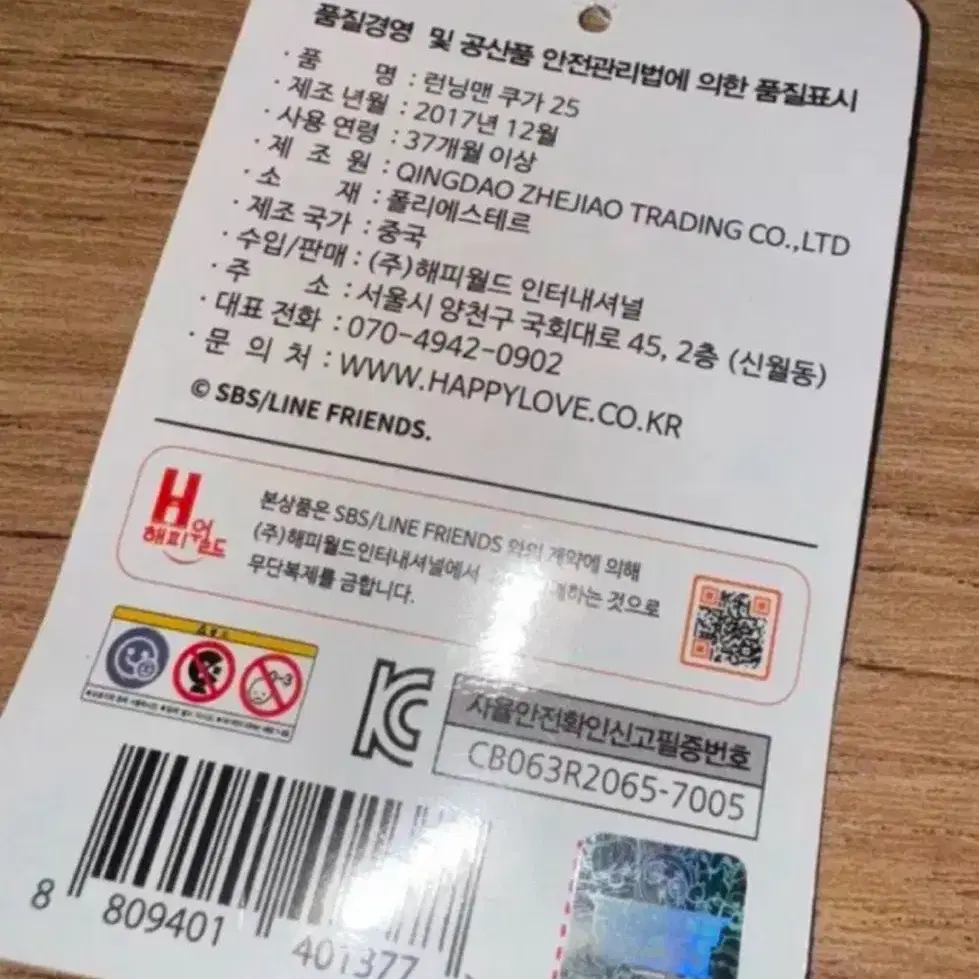 품질경영 및 공산품 안전관리법에 의한 품질표시
· 품 명 : 런닝맨 쿠가 25
· 제조 년월 : 2017년 12월
· 사용 연령 : 37개월 이상
· 제 조 원 : QINGDAO ZHEJIAO TRADING CO.,LTD
· 소 재 : 폴리에스테르
· 제조 국가 : 중국
· 수입/판매 : (주)해피월드 인터내셔널
· 주 소 : 서울시 양천구 국회대로 45, 2층 (신월동)
· 대표 전화 : 070-4942-0902
· 문 의 처 : WWW.HAPPYLOVE.CO.KR
© SBS/LINE FRIENDS.
H
해피월드
본상품은 SBS/LINE FRIENDS 와의 계약에 의해
(주)해피월드인터내셔널에서 하는 것으로
무단복제를 금합니다.
0-3
KC
사율안전확인신고필증번호
CB063R2065-7005
8 809401 401377